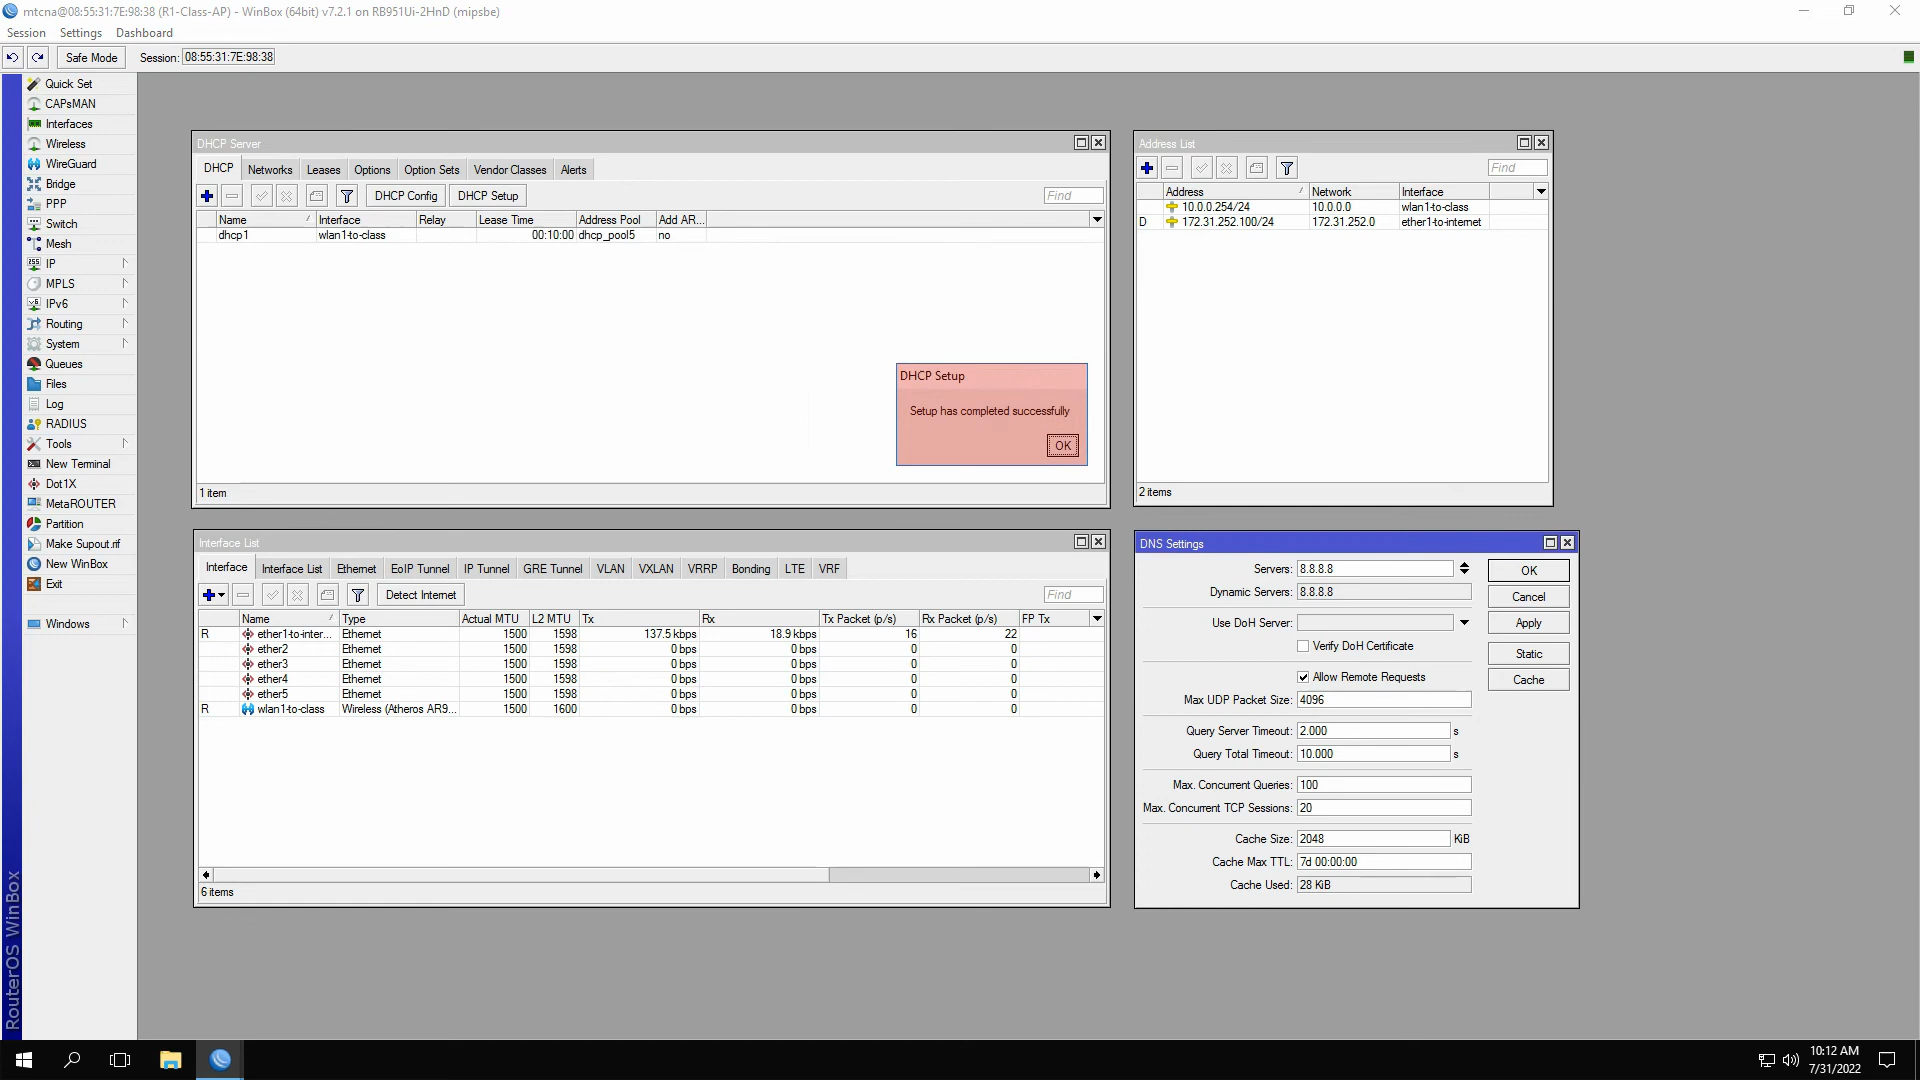 mtcna@08:55:31:7E:98:38 (R1-Class-AP) - WinBox (64bit) v7.2.1 on RB951Ui-2HnD (mipsbe)
Session Settings Dashboard
Safe Mode Session: 08:55:31:7E:98:38
Quick Set
CAPsMAN
Interfaces
Wireless
WireGuard
Bridge
PPP
Switch
Mesh
IP
MPLS
IPv6
Routing
System
Queues
Files
Log
RADIUS
Tools
New Terminal
Dot1X
MetaROUTER
Partition
Make Supout.rif
New WinBox
Exit
Windows
RouterOS WinBox
DHCP Server
DHCP Networks Leases Options Option Sets Vendor Classes Alerts
DHCP Config DHCP Setup Find
Name Interface Relay Lease Time Address Pool Add AR...
dhcp1 wlan1-to-class 00:10:00 dhcp_pool5 no
DHCP Setup
Setup has completed successfully
OK
1 item
Address List
Find
Address Network Interface
10.0.0.254/24 10.0.0.0 wlan1-to-class
D 172.31.252.100/24 172.31.252.0 ether1-to-internet
2 items
Interface List
Interface Interface List Ethernet EoIP Tunnel IP Tunnel GRE Tunnel VLAN VXLAN VRRP Bonding LTE VRF
Detect Internet Find
Name Type Actual MTU L2 MTU Tx Rx Tx Packet (p/s) Rx Packet (p/s) FP Tx
R ether1-to-inter... Ethernet 1500 1598 137.5 kbps 18.9 kbps 16 22
ether2 Ethernet 1500 1598 0 bps 0 bps 0 0
ether3 Ethernet 1500 1598 0 bps 0 bps 0 0
ether4 Ethernet 1500 1598 0 bps 0 bps 0 0
ether5 Ethernet 1500 1598 0 bps 0 bps 0 0
R wlan1-to-class Wireless (Atheros AR9... 1500 1600 0 bps 0 bps 0 0
6 items
DNS Settings
Servers: 8.8.8.8 OK
Dynamic Servers: 8.8.8.8 Cancel
Use DoH Server: Apply
Verify DoH Certificate Static
Allow Remote Requests Cache
Max UDP Packet Size: 4096
Query Server Timeout: 2.000 s
Query Total Timeout: 10.000 s
Max. Concurrent Queries: 100
Max. Concurrent TCP Sessions: 20
Cache Size: 2048 KiB
Cache Max TTL: 7d 00:00:00
Cache Used: 28 KiB
10:12 AM
7/31/2022